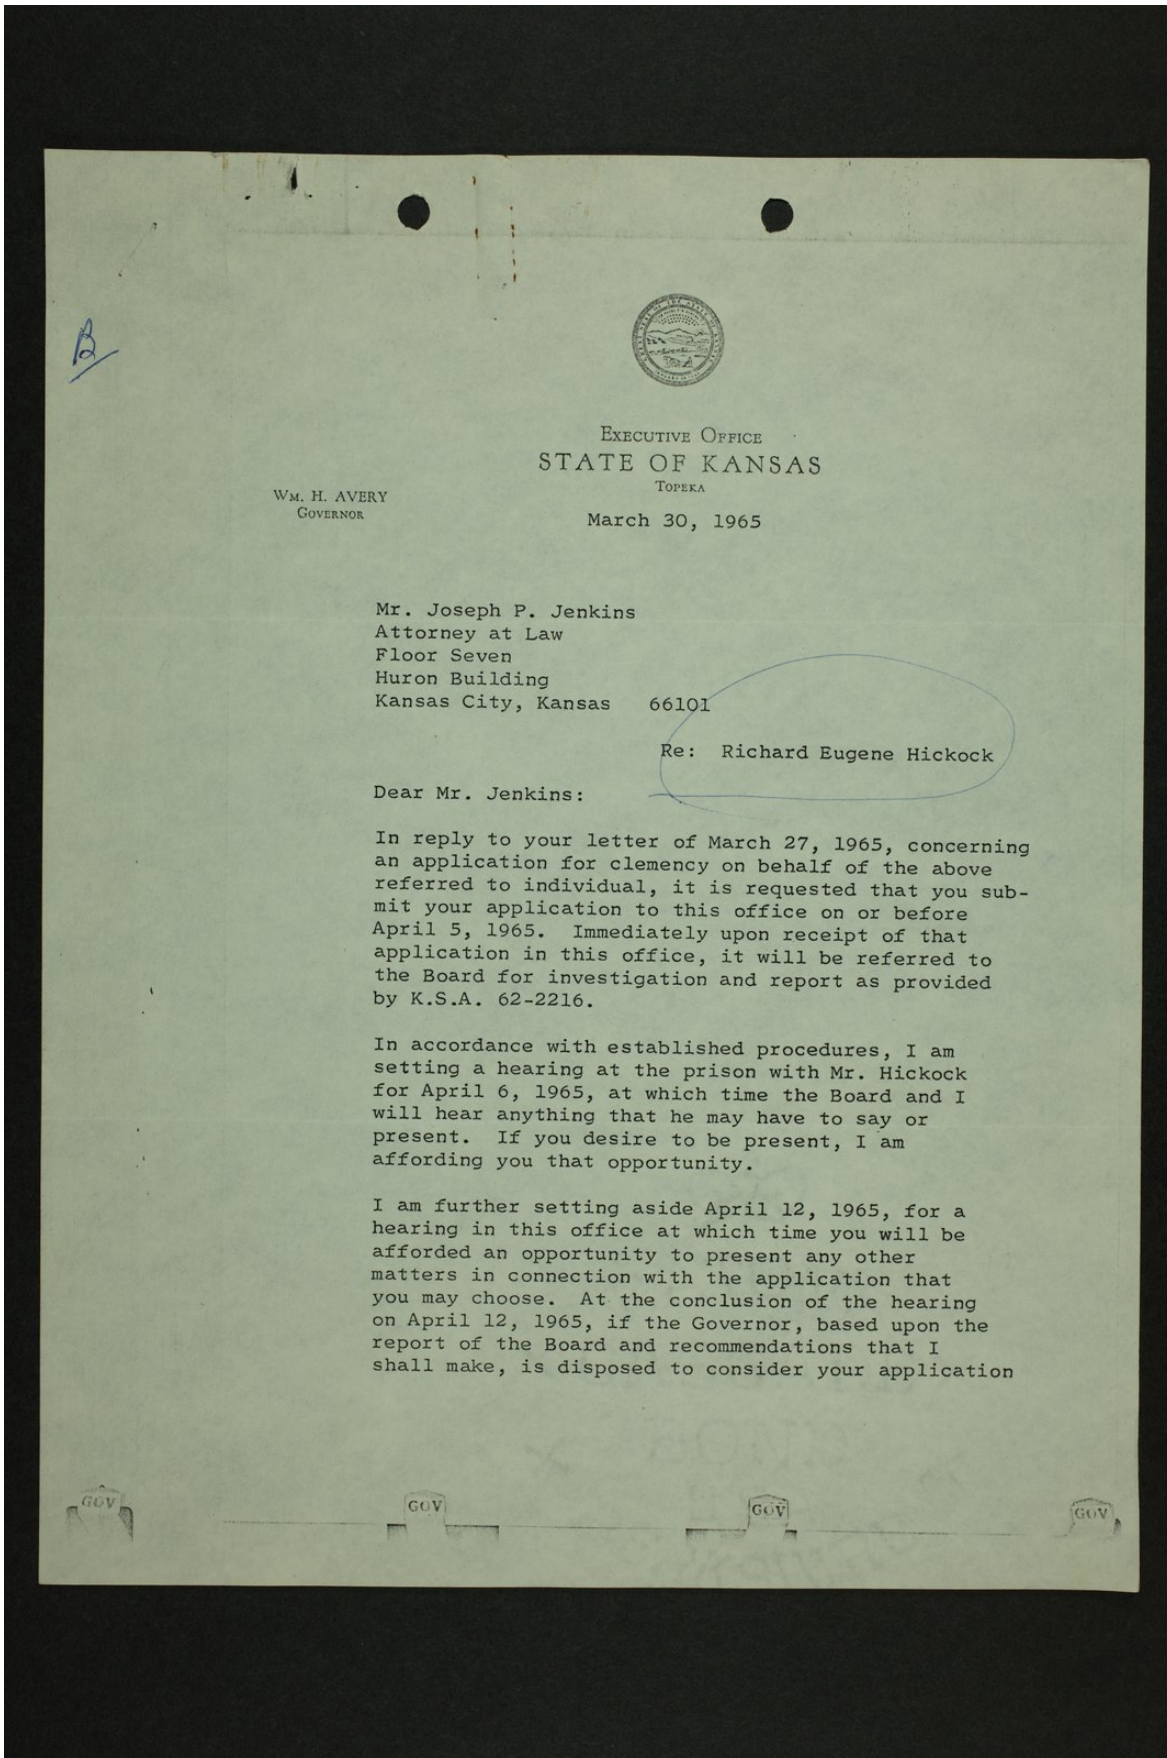 B
EXECUTIVE OFFICE
STATE OF KANSAS
TOPEKA
WM. H. AVERY
GOVERNOR
March 30, 1965
Mr. Joseph P. Jenkins
Attorney at Law
Floor Seven
Huron Building
Kansas City, Kansas 66101
Re: Richard Eugene Hickock
Dear Mr. Jenkins:
In reply to your letter of March 27, 1965, concerning
an application for clemency on behalf of the above
referred to individual, it is requested that you sub-
mit your application to this office on or before
April 5, 1965. Immediately upon receipt of that
application in this office, it will be referred to
the Board for investigation and report as provided
by K.S.A. 62-2216.
In accordance with established procedures, I am
setting a hearing at the prison with Mr. Hickock
for April 6, 1965, at which time the Board and I
will hear anything that he may have to say or
present. If you desire to be present, I am
affording you that opportunity.
I am further setting aside April 12, 1965, for a
hearing in this office at which time you will be
afforded an opportunity to present any other
matters in connection with the application that
you may choose. At the conclusion of the hearing
on April 12, 1965, if the Governor, based upon the
report of the Board and recommendations that I
shall make, is disposed to consider your application
GOV GOV GOV GOV